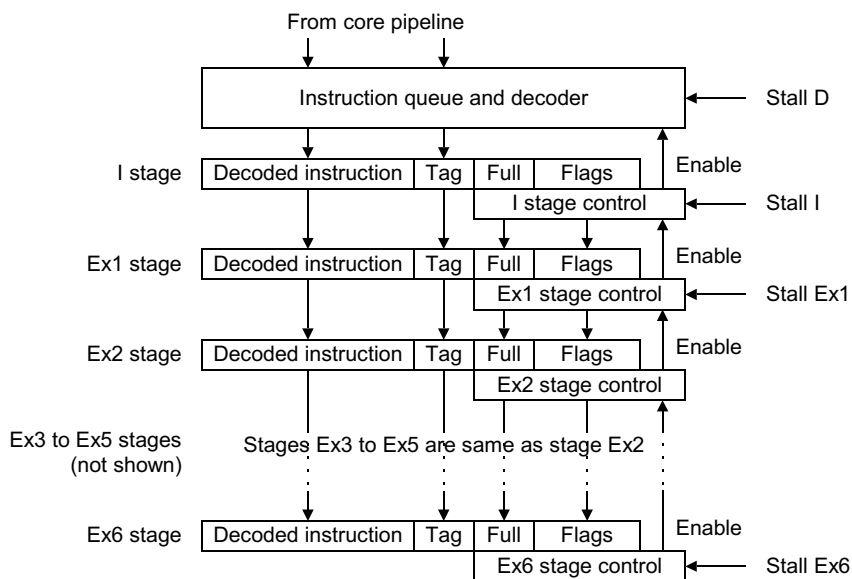 From core pipeline
Instruction queue and decoder
Stall D
Enable
I stage
Decoded instruction
Tag
Full
Flags
I stage control
Stall I
Enable
Ex1 stage
Decoded instruction
Tag
Full
Flags
Ex1 stage control
Stall Ex1
Enable
Ex2 stage
Decoded instruction
Tag
Full
Flags
Ex2 stage control
Ex3 to Ex5 stages
(not shown)
Stages Ex3 to Ex5 are same as stage Ex2
Ex6 stage
Decoded instruction
Tag
Full
Flags
Enable
Ex6 stage control
Stall Ex6